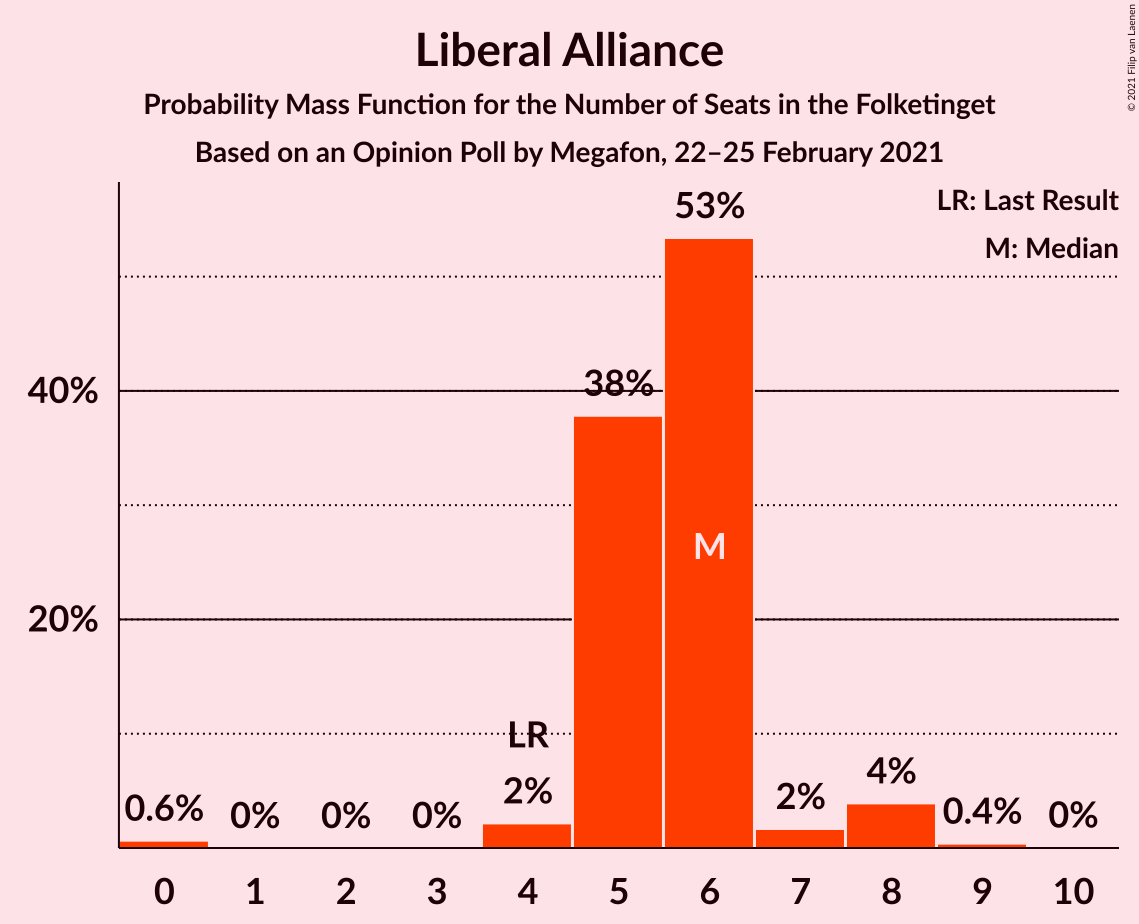 Liberal Alliance
Probability Mass Function for the Number of Seats in the Folketinget
Based on an Opinion Poll by Megafon, 22–25 February 2021
© 2021 Filip van Laenen
LR: Last Result
M: Median
53%
38%
40%
M
20%
LR
0.6%
0%
0%
0%
2%
2%
4%
0.4%
0%
0 1 2 3 4 5 6 7 8 9 10